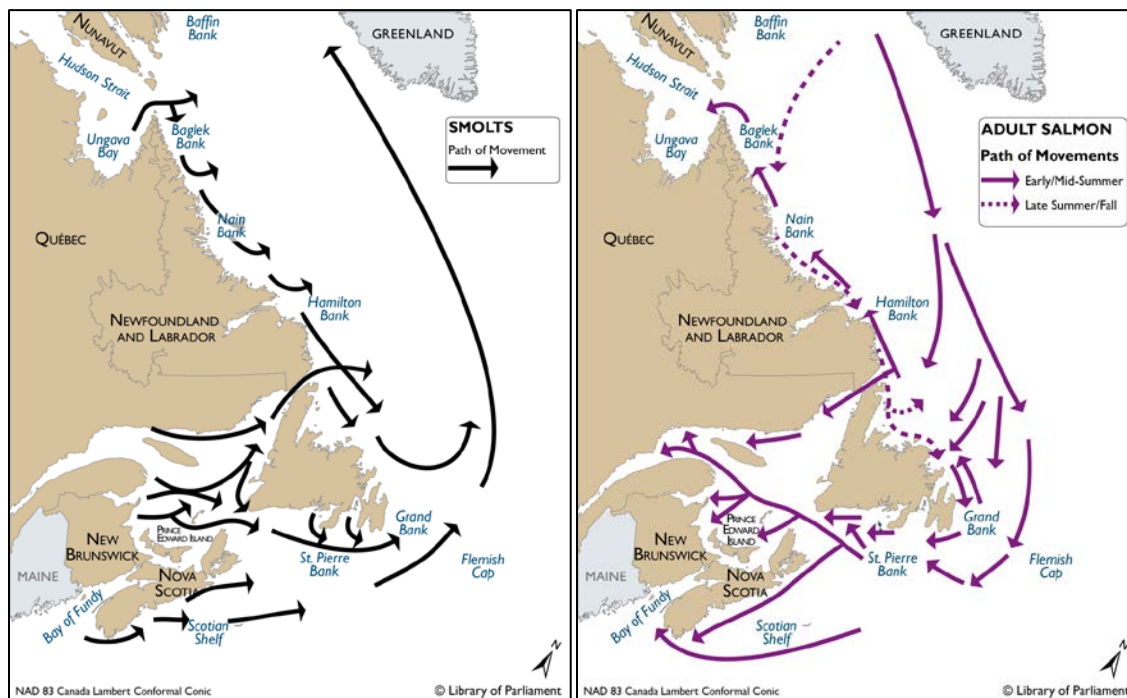 Baffin
Bank
NUNAVUT
GREENLAND
Hudson Strait
Ungava
Bay
Bagiek
Bank
SMOLTS
Path of Movement
Nain
Bank
QUÉBEC
Hamilton
Bank
NEWFOUNDLAND
AND LABRADOR
PRINCE
EDWARD ISLAND
Grand
Bank
NEW
BRUNSWICK
St. Pierre
Bank
Flemish
Cap
MAINE
NOVA
SCOTIA
Bay of Fundy
Scotian
Shelf
N
NAD 83 Canada Lambert Conformal Conic
© Library of Parliament
Baffin
Bank
NUNAVUT
GREENLAND
Hudson Strait
Ungava
Bay
Bagiek
Bank
ADULT SALMON
Path of Movements
Early/Mid-Summer
Late Summer/Fall
Nain
Bank
QUÉBEC
Hamilton
Bank
NEWFOUNDLAND
AND LABRADOR
PRINCE
EDWARD ISLAND
Grand
Bank
NEW
BRUNSWICK
St. Pierre
Bank
Flemish
Cap
MAINE
NOVA
SCOTIA
Bay of Fundy
Scotian
Shelf
N
NAD 83 Canada Lambert Conformal Conic
© Library of Parliament